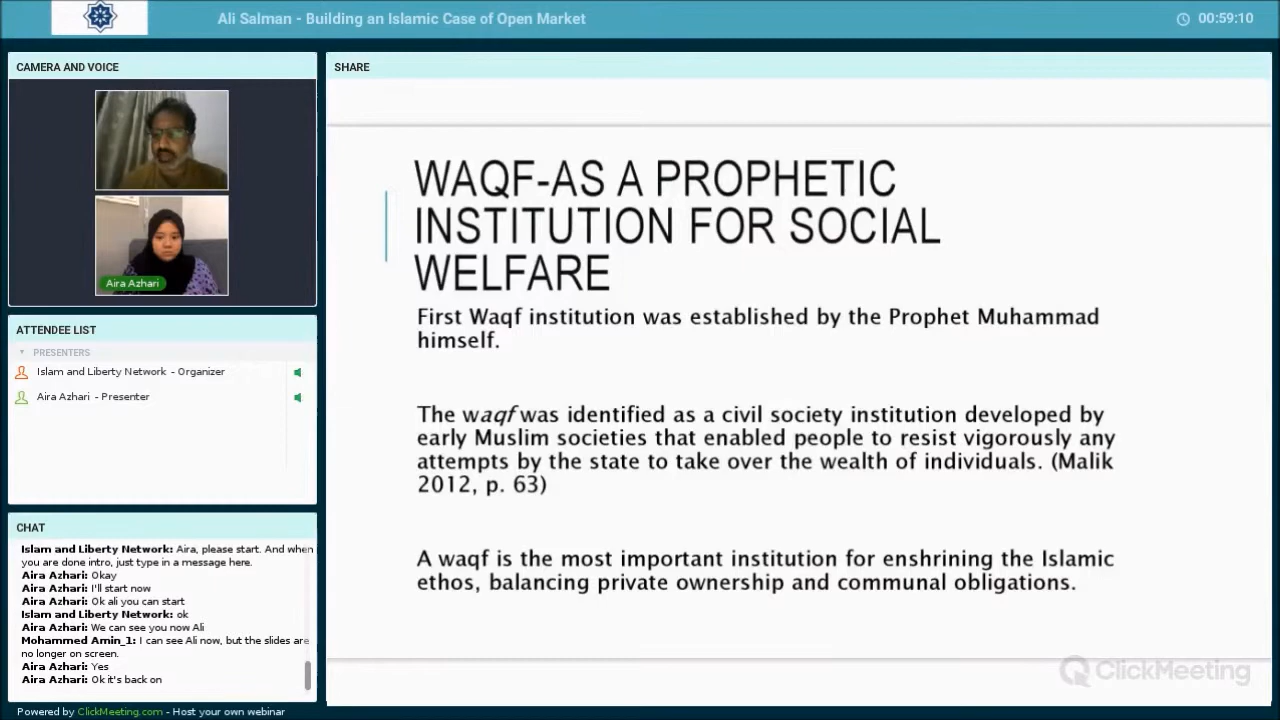 Ali Salman - Building an Islamic Case of Open Market
00:59:10
CAMERA AND VOICE
Aira Azhari
ATTENDEE LIST
PRESENTERS
Islam and Liberty Network - Organizer
Aira Azhari - Presenter
CHAT
Islam and Liberty Network: Aira, please start. And when
you are done intro, just type in a message here.
Aira Azhari: Okay
Aira Azhari: I'll start now
Aira Azhari: Ok ali you can start
Islam and Liberty Network: ok
Aira Azhari: We can see you now Ali
Mohammed Amin_1: I can see Ali now, but the slides are
no longer on screen.
Aira Azhari: Yes
Aira Azhari: Ok it's back on
Powered by ClickMeeting.com - Host your own webinar
SHARE
WAQF-AS A PROPHETIC
INSTITUTION FOR SOCIAL
WELFARE
First Waqf institution was established by the Prophet Muhammad
himself.
The waqf was identified as a civil society institution developed by
early Muslim societies that enabled people to resist vigorously any
attempts by the state to take over the wealth of individuals. (Malik
2012, p. 63)
A waqf is the most important institution for enshrining the Islamic
ethos, balancing private ownership and communal obligations.
ClickMeeting